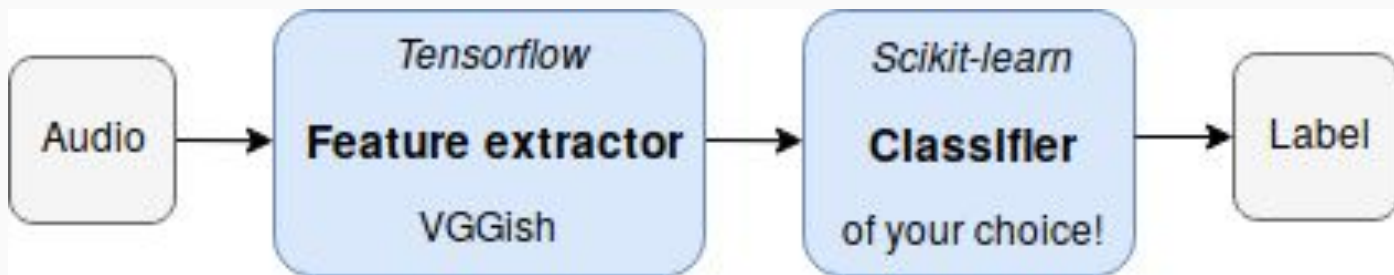 Audio
Tensorflow
Feature extractor
VGGish
Scikit-learn
Classifier
of your choice!
Label